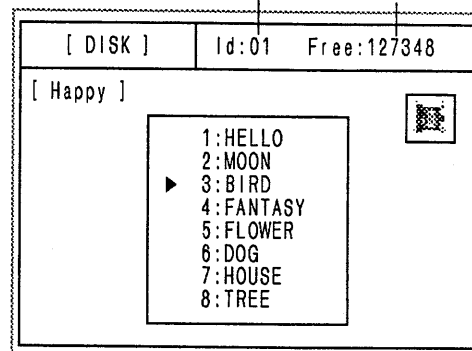 [ DISK ] Id:01 Free:127348
[ Happy ]
1:HELLO
2:MOON
3:BIRD
4:FANTASY
5:FLOWER
6:DOG
7:HOUSE
8:TREE